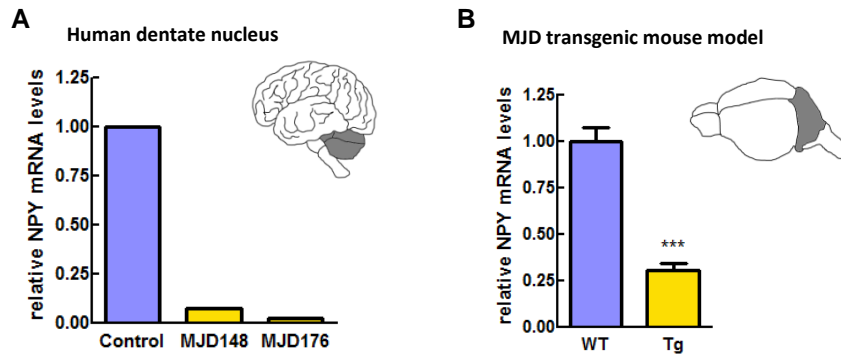 A
Human dentate nucleus
relative NPY mRNA levels
1.25
1.00
0.75
0.50
0.25
0.00
Control MJD148 MJD176
B
MJD transgenic mouse model
relative NPY mRNA levels
1.25
1.00
0.75
0.50
0.25
0.00
***
WT Tg